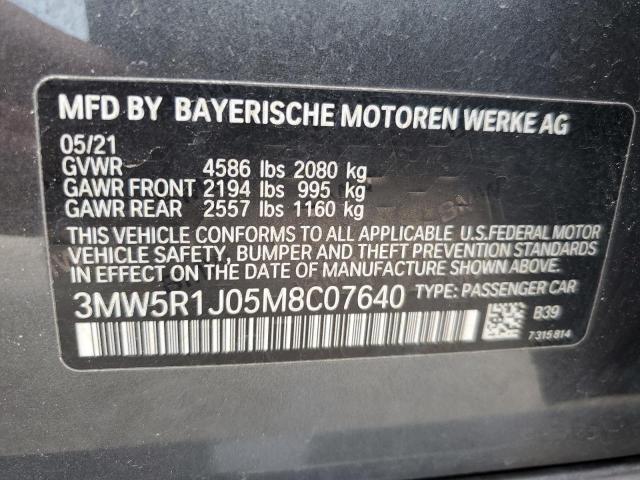 MFD BY BAYERISCHE MOTOREN WERKE AG
05/21
GVWR 4586 lbs 2080 kg
GAWR FRONT 2194 lbs 995 kg
GAWR REAR 2557 lbs 1160 kg
THIS VEHICLE CONFORMS TO ALL APPLICABLE U.S.FEDERAL MOTOR
VEHICLE SAFETY, BUMPER, AND THEFT PREVENTION STANDARDS
IN EFFECT ON THE DATE OF MANUFACTURE SHOWN ABOVE.
3MW5R1J05M8C07640 TYPE: PASSENGER CAR
B39
7315814